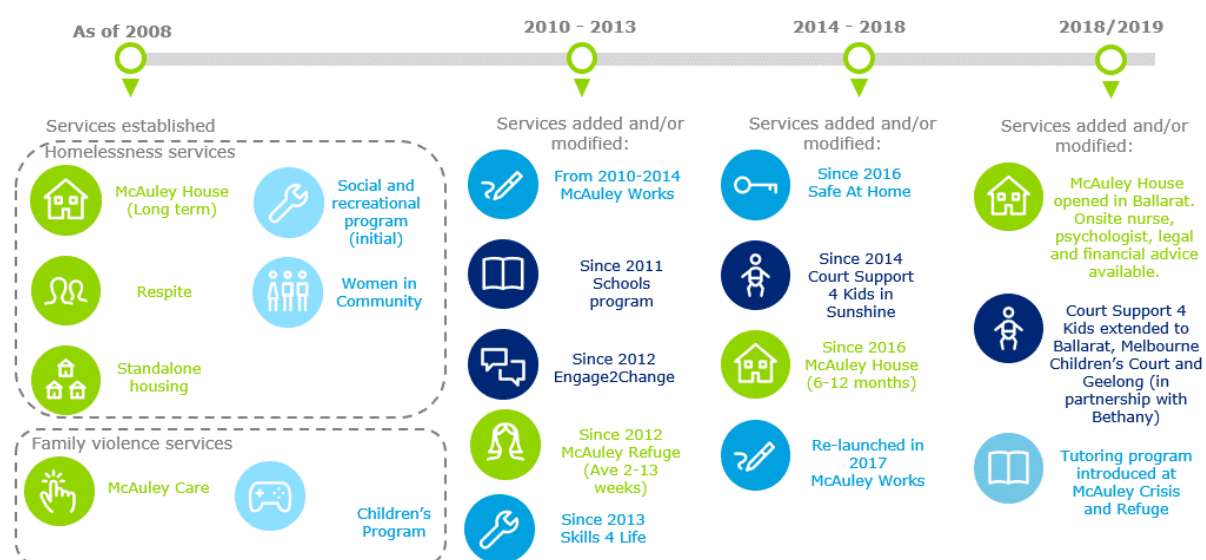 As of 2008
2010 - 2013
2014 - 2018
2018/2019
Services established
Homelessness services
McAuley House
(Long term)
Social and
recreational
program
(initial)
Respite
Women in
Community
Standalone
housing
Family violence services
McAuley Care
Children’s
Program
Services added and/or
modified:
From 2010-2014
McAuley Works
Since 2011
Schools
program
Since 2012
Engage2Change
Since 2012
McAuley Refuge
(Ave 2-13
weeks)
Since 2013
Skills 4 Life
Services added and/or
modified:
Since 2016
Safe At Home
Since 2014
Court Support
4 Kids in
Sunshine
Since 2016
McAuley House
(6-12 months)
Re-launched in
2017
McAuley Works
Services added and/or
modified:
McAuley House
opened in Ballarat.
Onsite nurse,
psychologist, legal
and financial advice
available.
Court Support 4
Kids extended to
Ballarat, Melbourne
Children’s Court and
Geelong (in
partnership with
Bethany)
Tutoring program
introduced at
McAuley Crisis
and Refuge